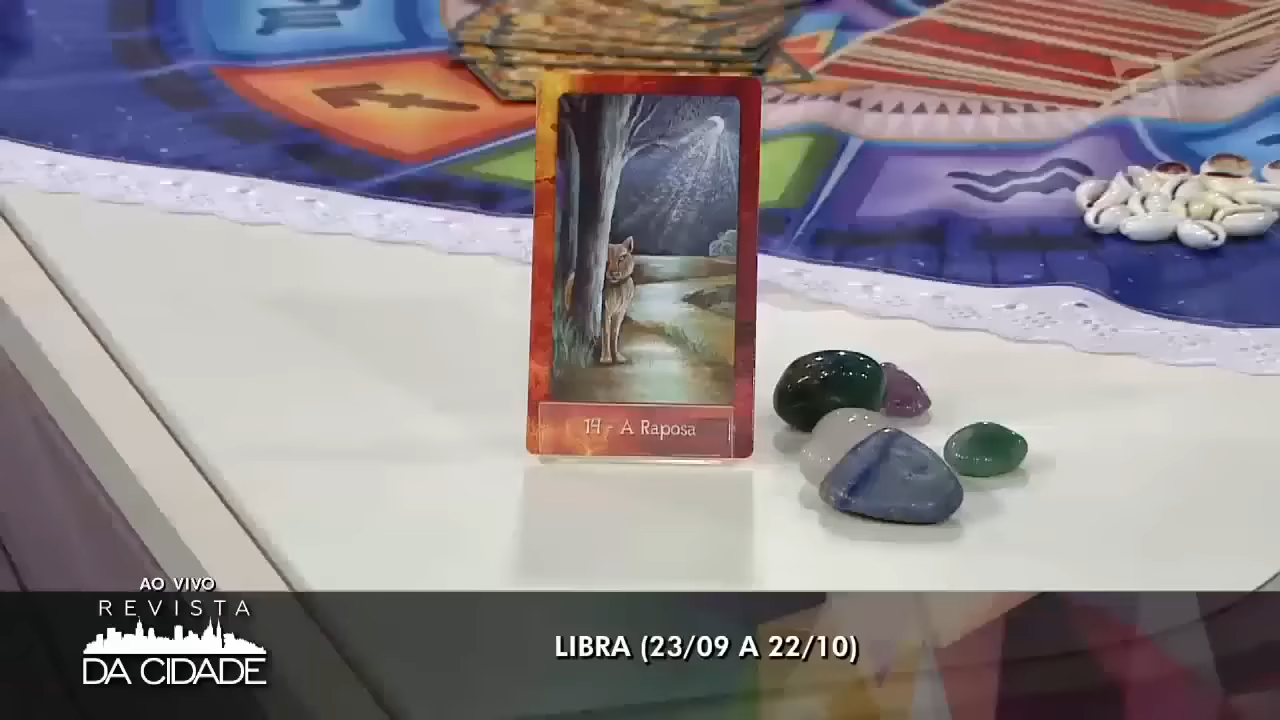 14 - A Raposa
AO VIVO
REVISTA
DA CIDADE
LIBRA (23/09 A 22/10)